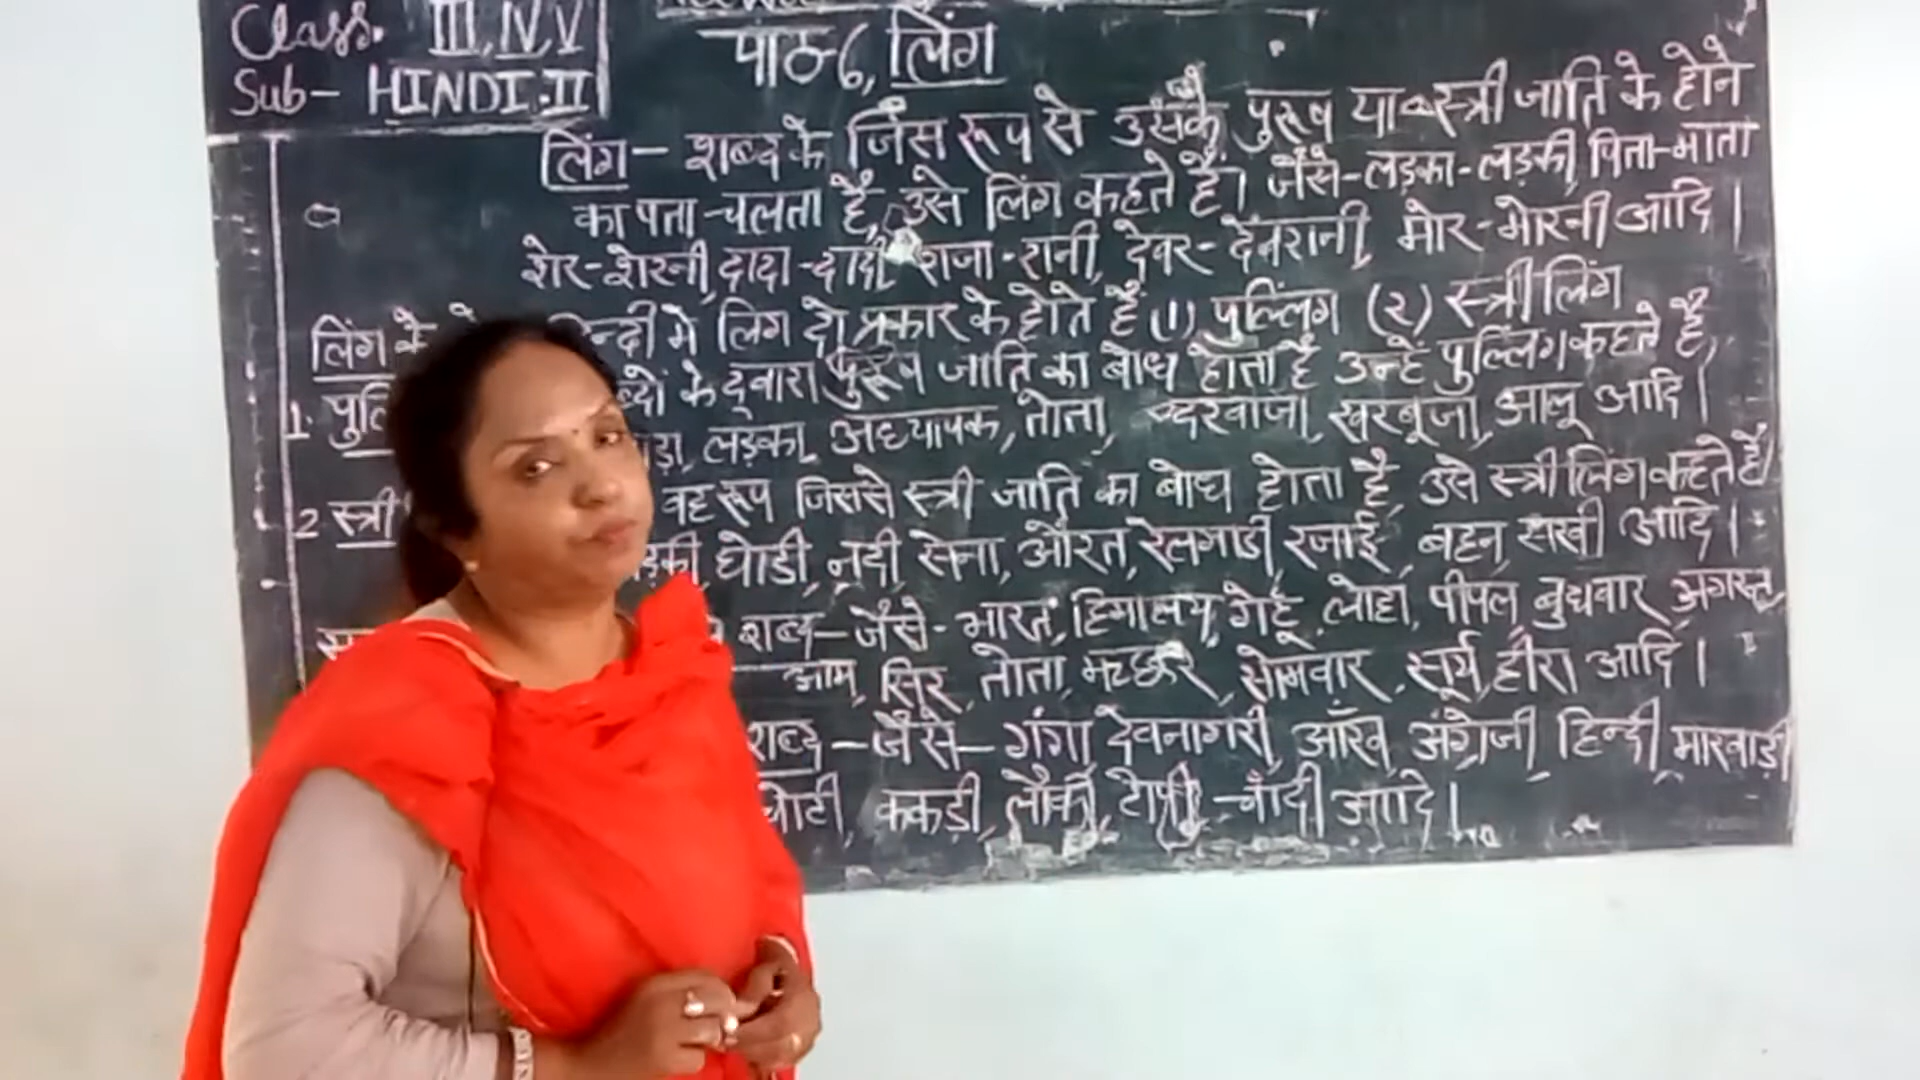 Class. III, IV, V
Sub- HINDI-II
पाठ-6, लिंग
लिंग - शब्द के जिस रूप से उसके पुरूष या स्त्री जाति के होने
का पता चलता है, उसे लिंग कहते हैं। जैसे-लड़का-लड़की, पिता-माता
शेर-शेरनी, दादा-दादी, राजा-रानी, देवर-देवरानी, मोर-मोरनी आदि।
लिंग के न्दी मे लिंग दो प्रकार के होते हैं (1) पुल्लिंग (२) स्त्रीलिंग
1. पुल्लि ब्दों के द्वारा पुरूष जाति का बोध होता है उन्हें पुल्लिंग कहते हैं,
ड़ा, लड़का, अध्यापक, तोता, दरवाजा, खरबूजा, आलू आदि।
2 स्त्री वह रूप जिससे स्त्री जाति का बोध होता है, उसे स्त्रीलिंग कहते हैं
ड़की, घोडी, नदी, सेना, औरत, रेलगाडी, रजाई, बहन, सखी आदि।
शब्द - जैसे- भारत, हिमालय, गेहूँ, लोहा, पीपल, बुधवार, अगस्त,
आम, सिर, तोता, मच्छर, सोमवार, सूर्य, हीरा आदि।
शब्द - जैसे- गंगा, देवनागरी, आँख, अंग्रेजी, हिन्दी, मारवाड़ी
चोटी, ककड़ी, लौकी, टोपी, चाँदी आदि।